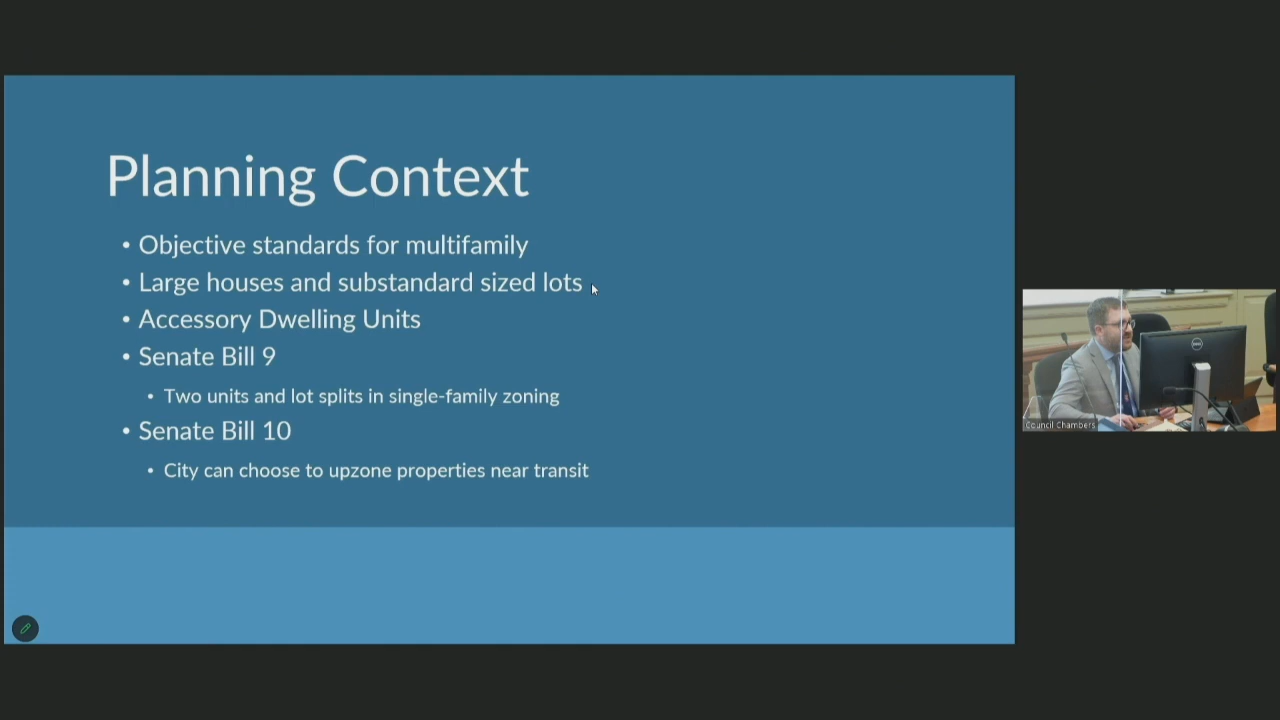 Planning Context
• Objective standards for multifamily
• Large houses and substandard sized lots
• Accessory Dwelling Units
• Senate Bill 9
• Two units and lot splits in single-family zoning
• Senate Bill 10
• City can choose to upzone properties near transit
DELL
Council Chambers